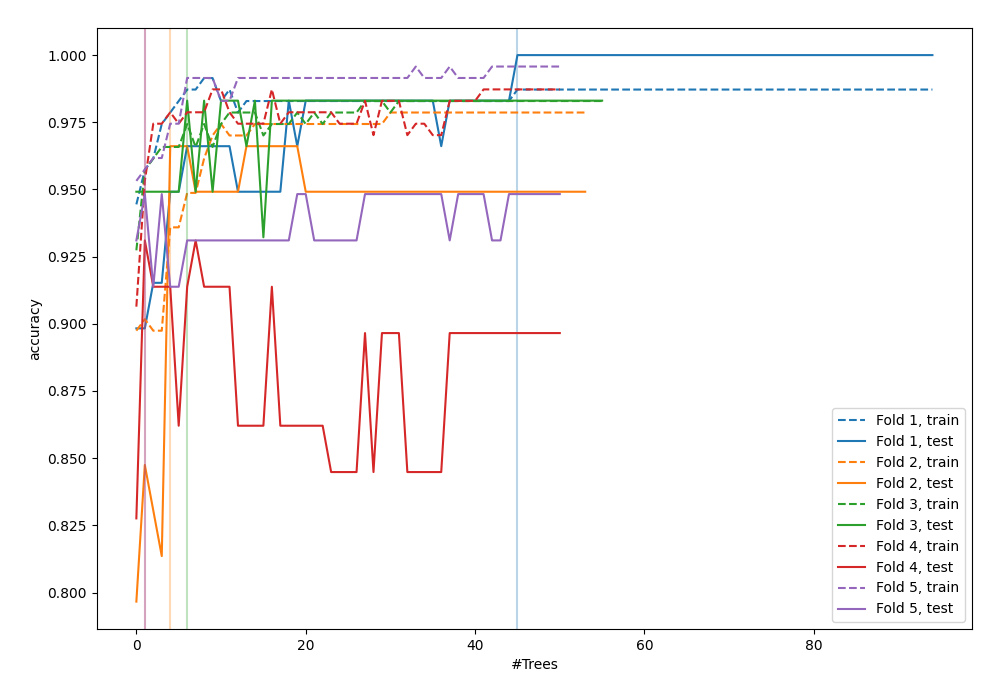 1.000
0.975
0.950
0.925
0.900
0.875
0.850
0.825
0.800
accuracy
0 20 40 60 80
#Trees
Fold 1, train
Fold 1, test
Fold 2, train
Fold 2, test
Fold 3, train
Fold 3, test
Fold 4, train
Fold 4, test
Fold 5, train
Fold 5, test